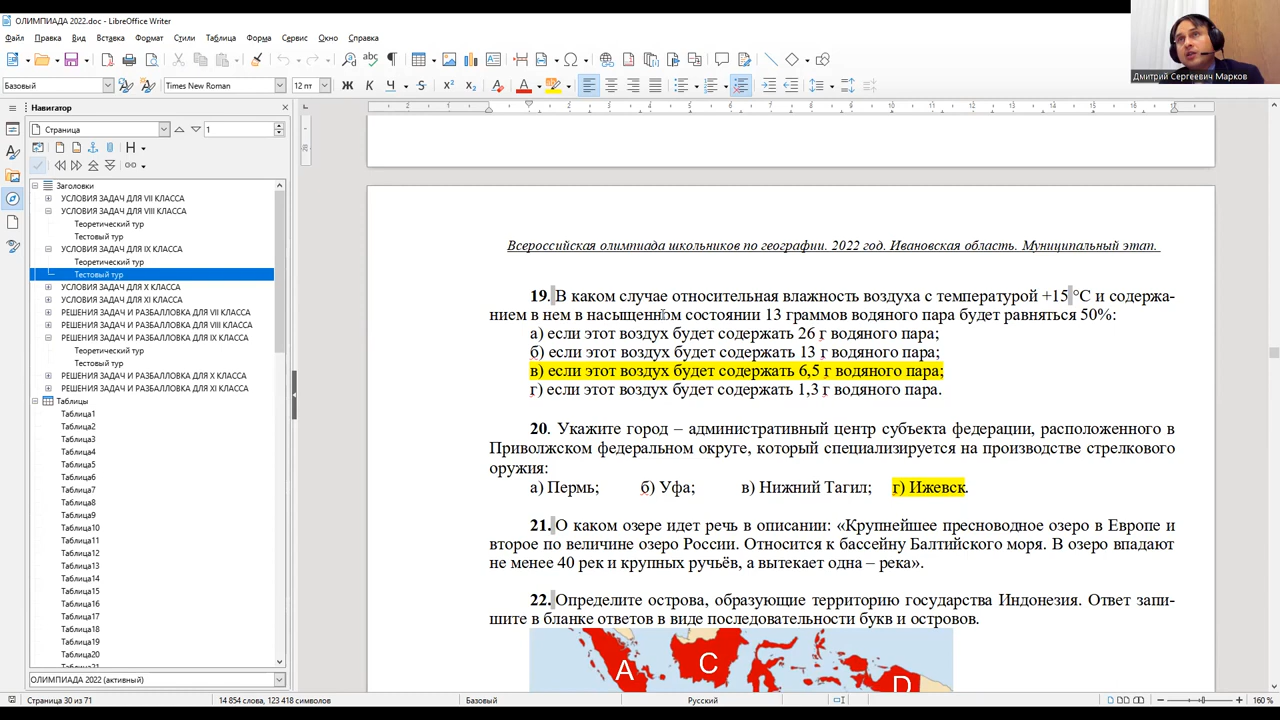 ОЛИМПИАДА 2022.doc - LibreOffice Writer
Файл Правка Вид Вставка Формат Стили Таблица Форма Сервис Окно Справка
Дмитрий Сергеевич Марков
Базовый Times New Roman 12 пт Ж К Ч S
Навигатор
Страница 1
Заголовки
УСЛОВИЯ ЗАДАЧ ДЛЯ VII КЛАССА
УСЛОВИЯ ЗАДАЧ ДЛЯ VIII КЛАССА
Теоретический тур
Тестовый тур
УСЛОВИЯ ЗАДАЧ ДЛЯ IX КЛАССА
Теоретический тур
Тестовый тур
УСЛОВИЯ ЗАДАЧ ДЛЯ X КЛАССА
УСЛОВИЯ ЗАДАЧ ДЛЯ XI КЛАССА
РЕШЕНИЯ ЗАДАЧ И РАЗБАЛЛОВКА ДЛЯ VII КЛАССА
РЕШЕНИЯ ЗАДАЧ И РАЗБАЛЛОВКА ДЛЯ VIII КЛАССА
РЕШЕНИЯ ЗАДАЧ И РАЗБАЛЛОВКА ДЛЯ IX КЛАССА
Теоретический тур
Тестовый тур
РЕШЕНИЯ ЗАДАЧ И РАЗБАЛЛОВКА ДЛЯ X КЛАССА
РЕШЕНИЯ ЗАДАЧ И РАЗБАЛЛОВКА ДЛЯ XI КЛАССА
Таблицы
Таблица1
Таблица2
Таблица3
Таблица4
Таблица5
Таблица6
Таблица7
Таблица8
Таблица9
Таблица10
Таблица11
Таблица12
Таблица13
Таблица14
Таблица15
Таблица16
Таблица17
Таблица18
Таблица19
Таблица20
ОЛИМПИАДА 2022 (активный)
Всероссийская олимпиада школьников по географии. 2022 год. Ивановская область. Муниципальный этап.
19. В каком случае относительная влажность воздуха с температурой +15 °С и содержа-
нием в нем в насыщенном состоянии 13 граммов водяного пара будет равняться 50%:
а) если этот воздух будет содержать 26 г водяного пара;
б) если этот воздух будет содержать 13 г водяного пара;
в) если этот воздух будет содержать 6,5 г водяного пара;
г) если этот воздух будет содержать 1,3 г водяного пара.
20. Укажите город – административный центр субъекта федерации, расположенного в
Приволжском федеральном округе, который специализируется на производстве стрелкового
оружия:
а) Пермь; б) Уфа; в) Нижний Тагил; г) Ижевск.
21. О каком озере идет речь в описании: «Крупнейшее пресноводное озеро в Европе и
второе по величине озеро России. Относится к бассейну Балтийского моря. В озеро впадают
не менее 40 рек и крупных ручьёв, а вытекает одна – река».
22. Определите острова, образующие территорию государства Индонезия. Ответ запи-
шите в бланке ответов в виде последовательности букв и островов.
A C D
Страница 30 из 71 14 854 слова, 123 418 символов Базовый Русский 160 %